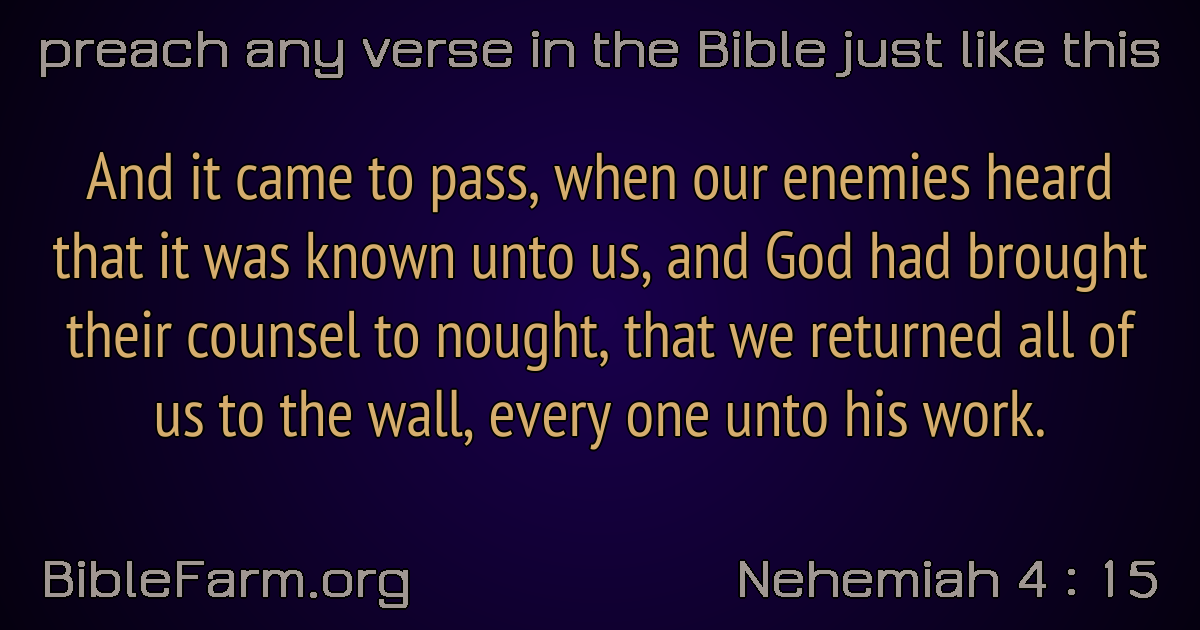 preach any verse in the Bible just like this
And it came to pass, when our enemies heard
that it was known unto us, and God had brought
their counsel to nought, that we returned all of
us to the wall, every one unto his work.
BibleFarm.org
Nehemiah 4 : 15